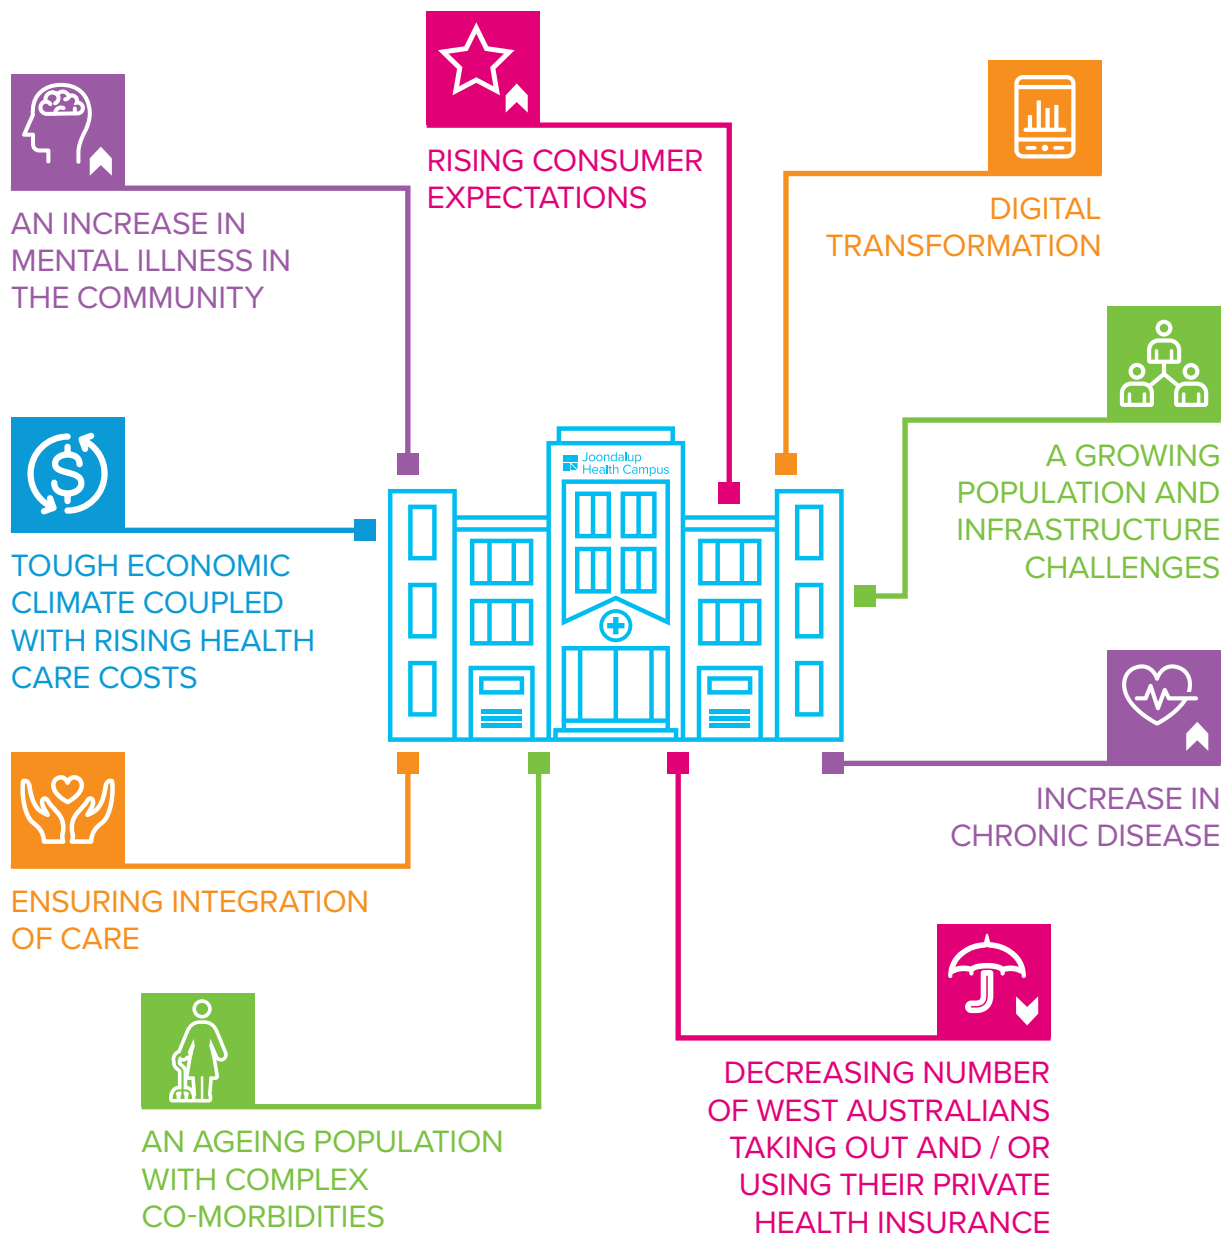 RISING CONSUMER
EXPECTATIONS
DIGITAL
TRANSFORMATION
AN INCREASE IN
MENTAL ILLNESS IN
THE COMMUNITY
A GROWING
POPULATION AND
INFRASTRUCTURE
CHALLENGES
Joondalup
Health Campus
TOUGH ECONOMIC
CLIMATE COUPLED
WITH RISING HEALTH
CARE COSTS
INCREASE IN
CHRONIC DISEASE
ENSURING INTEGRATION
OF CARE
DECREASING NUMBER
OF WEST AUSTRALIANS
TAKING OUT AND / OR
USING THEIR PRIVATE
HEALTH INSURANCE
AN AGEING POPULATION
WITH COMPLEX
CO-MORBIDITIES